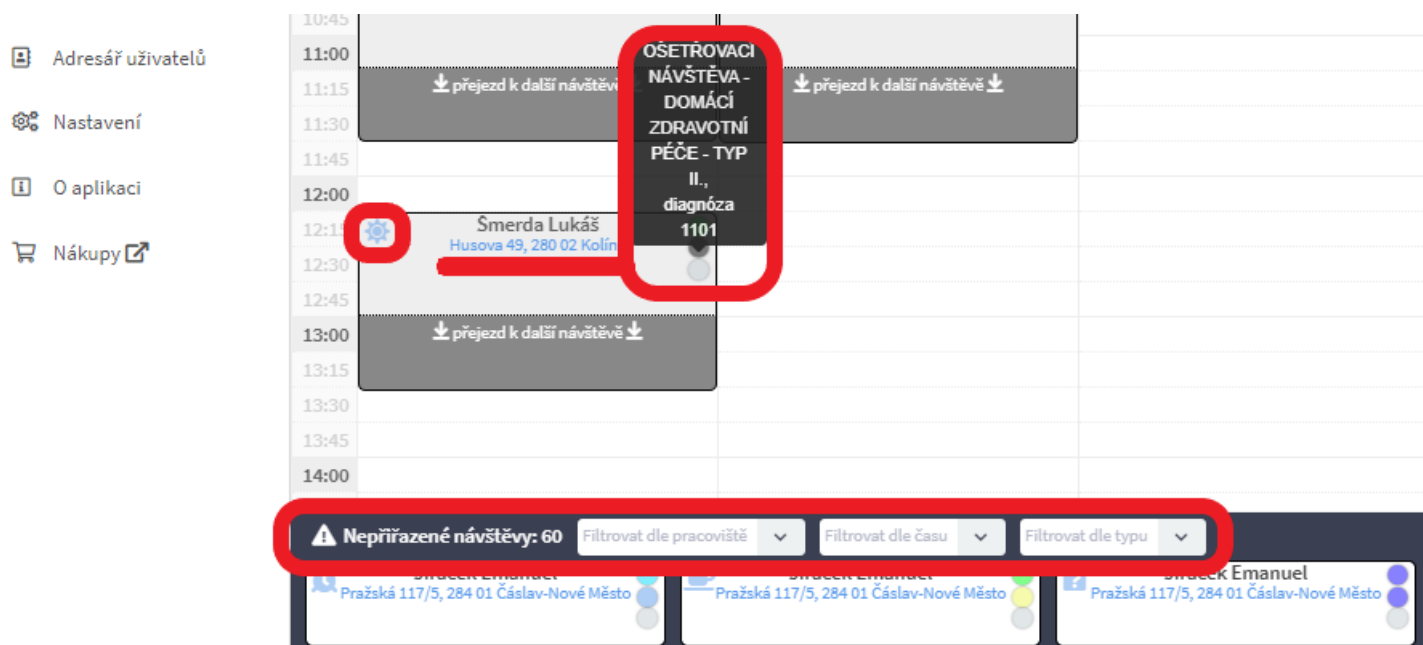 Adresář uživatelů
Nastavení
O aplikaci
Nákupy
10:45
11:00
11:15
11:30
11:45
12:00
12:15
12:30
12:45
13:00
13:15
13:30
13:45
14:00
přejezd k další návštěvě
přejezd k další návštěvě
OŠETŘOVACÍ
NÁVŠTĚVA -
DOMÁCÍ
ZDRAVOTNÍ
PÉČE - TYP
II.,
diagnóza
1101
Šmerda Lukáš
Husova 49, 280 02 Kolín
přejezd k další návštěvě
Nepřiřazené návštěvy: 60
Filtrovat dle pracoviště
Filtrovat dle času
Filtrovat dle typu
Emanuel
Pražská 117/5, 284 01 Čáslav-Nové Město
Emanuel
Pražská 117/5, 284 01 Čáslav-Nové Město
Emanuel
Pražská 117/5, 284 01 Čáslav-Nové Město